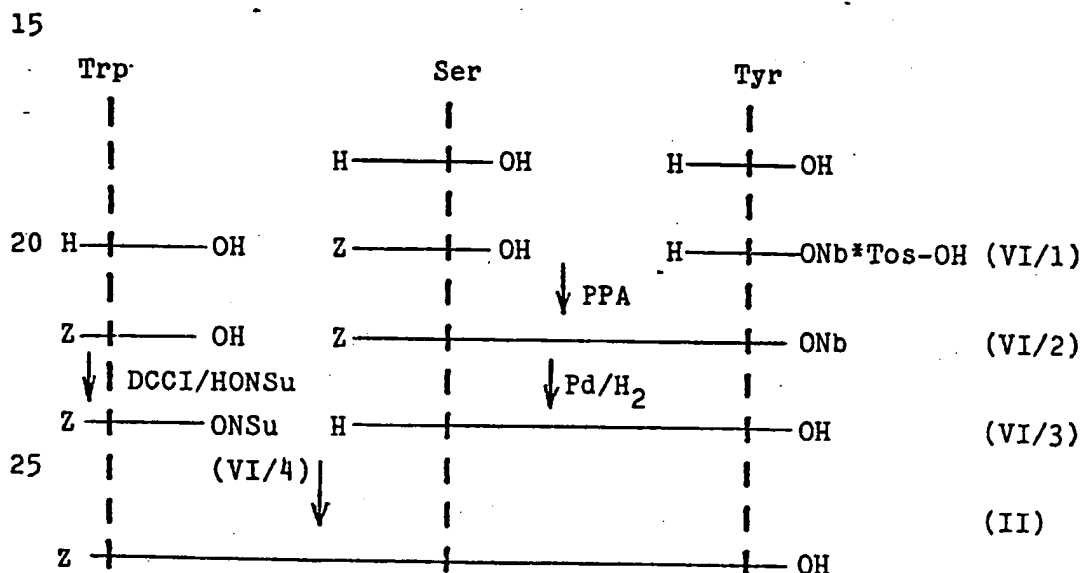 15
Trp Ser Tyr
H OH H OH
20 H OH Z OH H ONb*Tos-OH (VI/1)
PPA
Z OH Z ONb (VI/2)
DCCI/HONSu Pd/H2
Z ONSu H OH (VI/3)
25 (VI/4)
(II)
Z OH